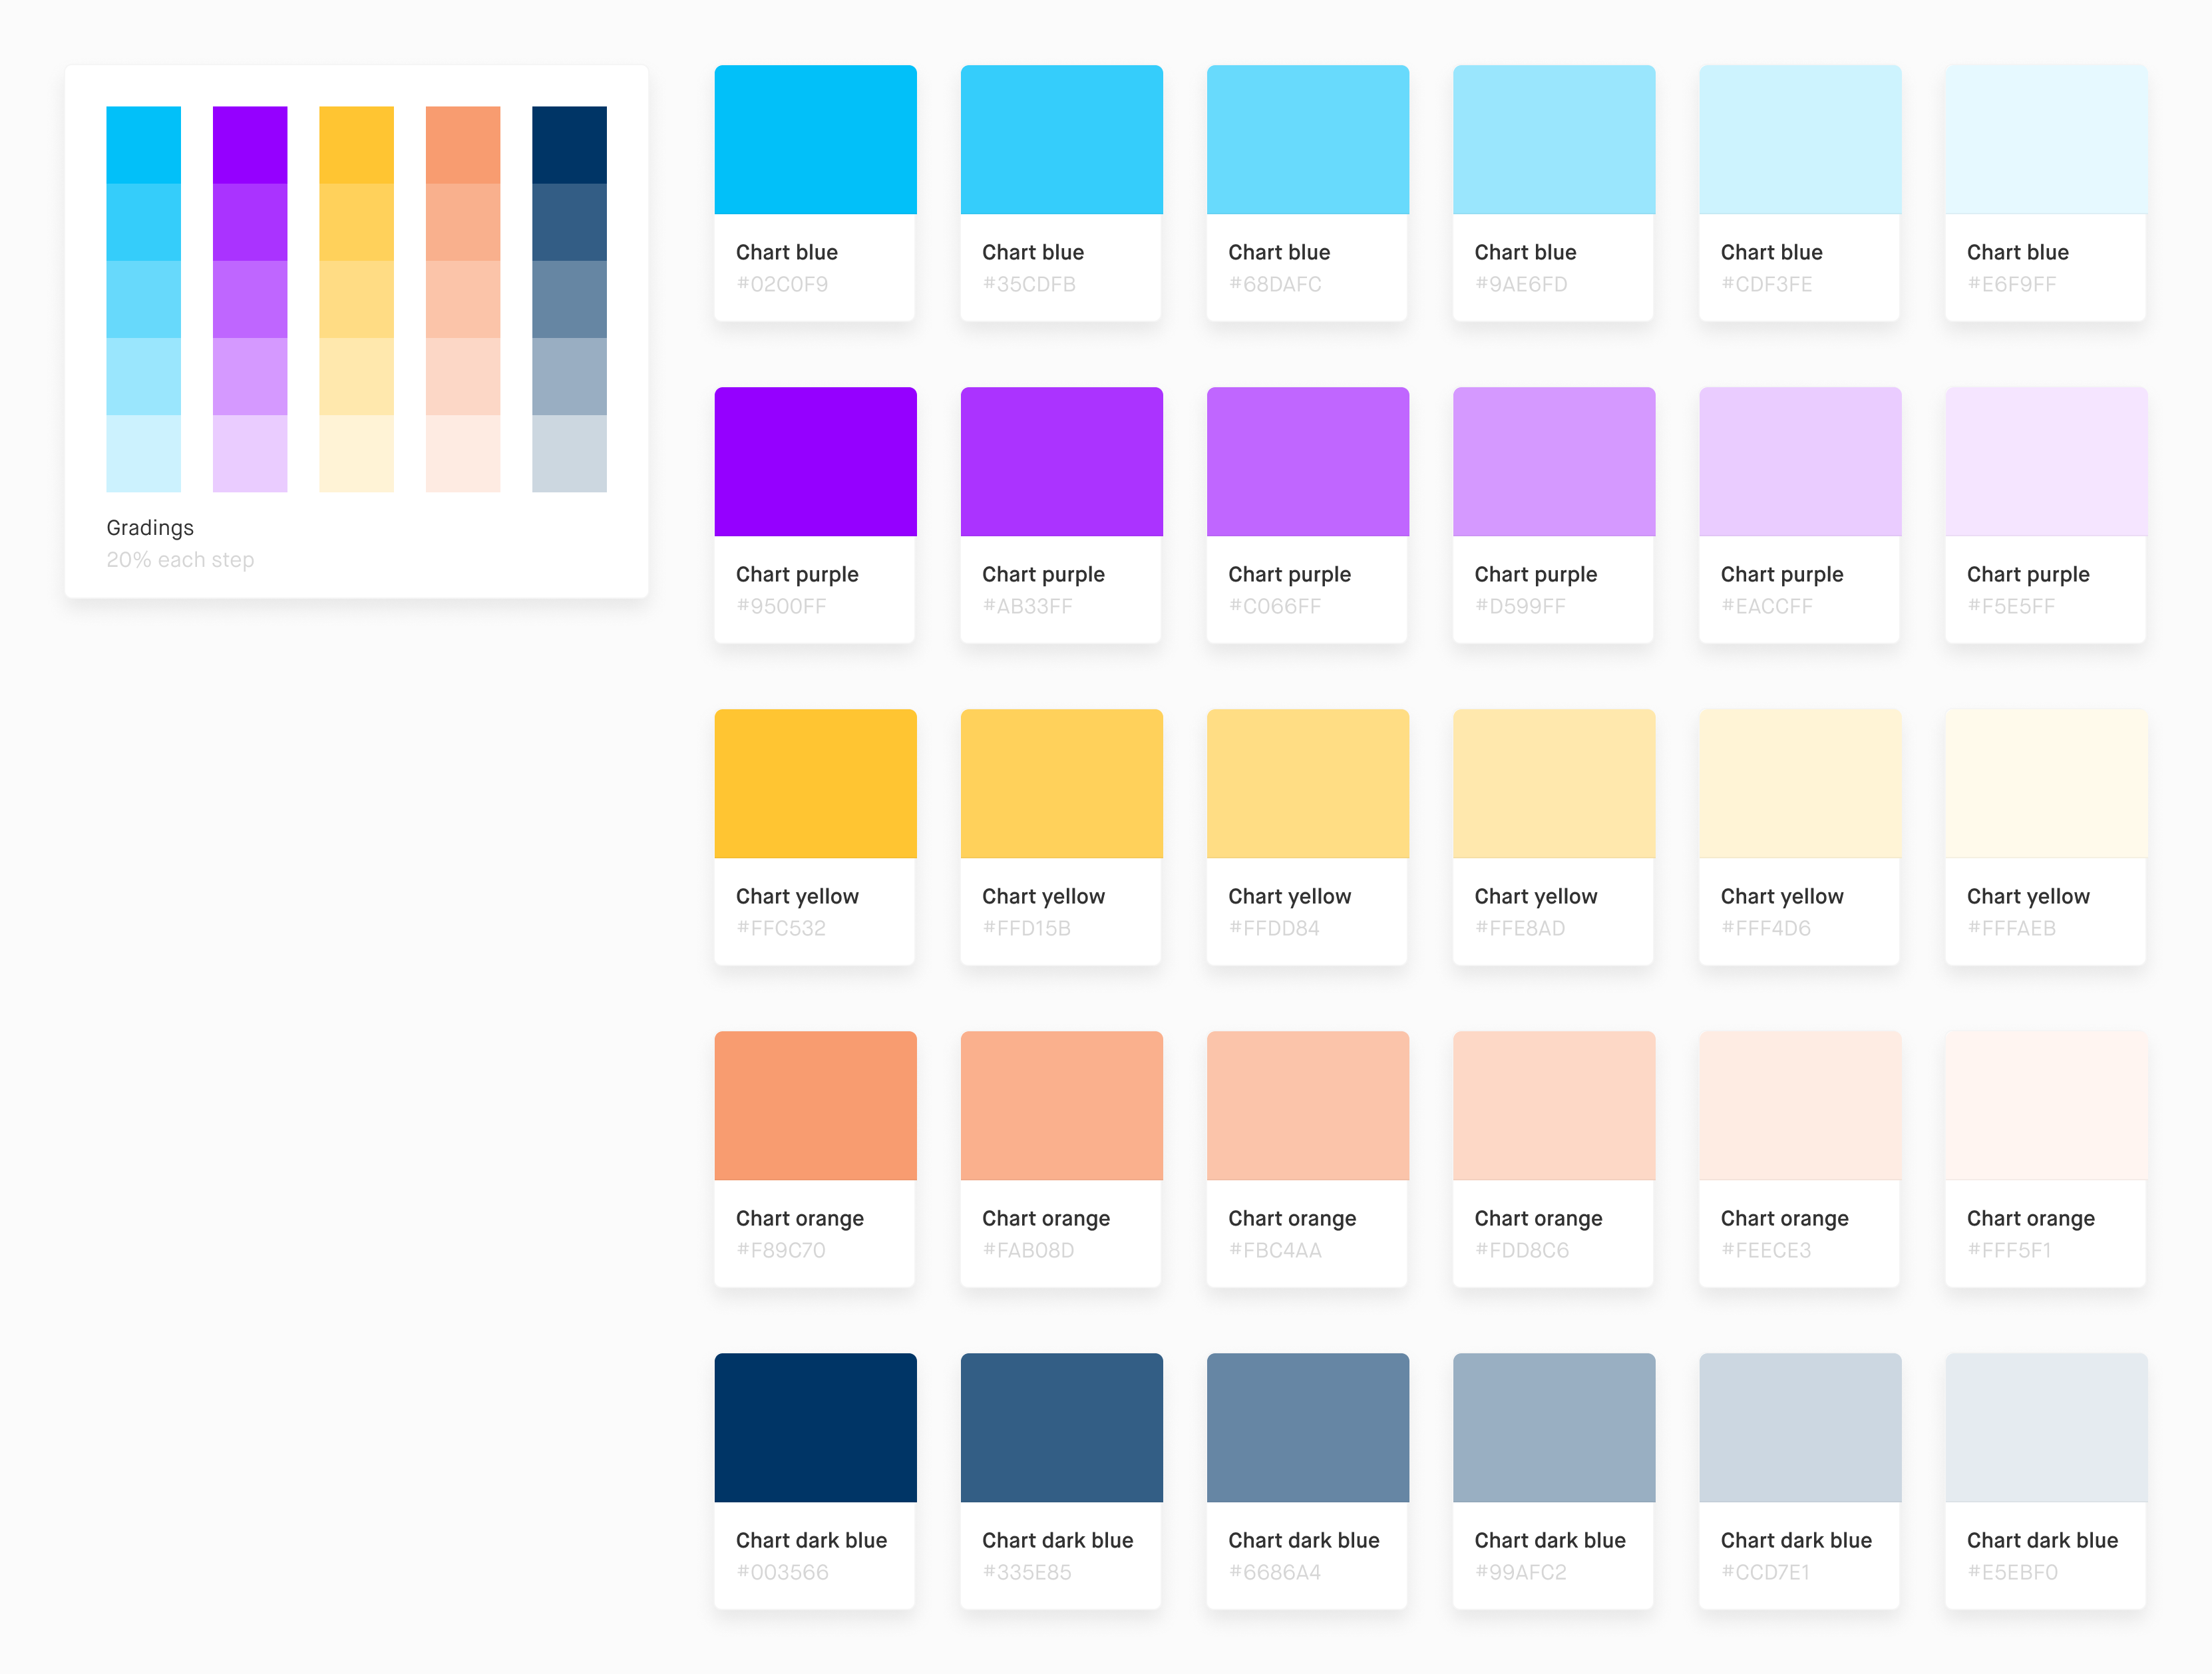 Gradings
20% each step
Chart blue
#02C0F9
Chart blue
#35CDFB
Chart blue
#68DAFC
Chart blue
#9AE6FD
Chart blue
#CDF3FE
Chart blue
#E6F9FF
Chart purple
#9500FF
Chart purple
#AB33FF
Chart purple
#C066FF
Chart purple
#D599FF
Chart purple
#EACCFF
Chart purple
#F5E5FF
Chart yellow
#FFC532
Chart yellow
#FFD15B
Chart yellow
#FFDD84
Chart yellow
#FFE8AD
Chart yellow
#FFF4D6
Chart yellow
#FFFAEB
Chart orange
#F89C70
Chart orange
#FAB08D
Chart orange
#FBC4AA
Chart orange
#FDD8C6
Chart orange
#FEECE3
Chart orange
#FFF5F1
Chart dark blue
#003566
Chart dark blue
#335E85
Chart dark blue
#6686A4
Chart dark blue
#99AFC2
Chart dark blue
#CCD7E1
Chart dark blue
#E5EBF0